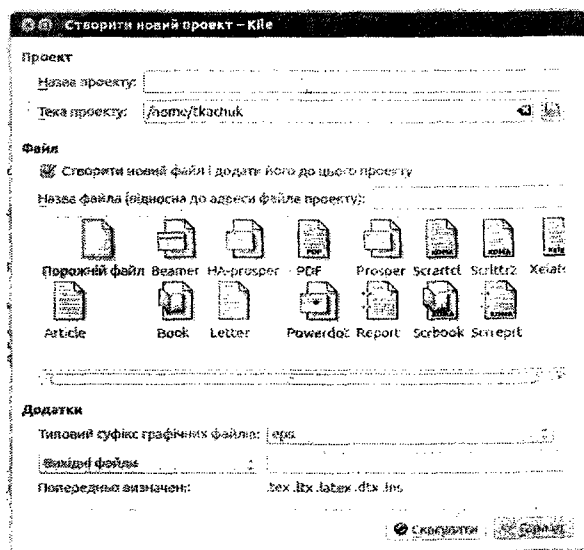 Створити новий проект – Kile
Проект
Назва проекту:
Тека проекту: /home/tkachuk
Файл
Створити новий файл і додати його до цього проекту
Назва файла (відносна до адреси файла проекту):
Порожній файл Beamer HA-prosper PDF Prosper Scrartcl Scrlttr2 Xelat
Article Book Letter Powerdot Report Scrbook Scrreprt
Додатки
Типовий суфікс графічних файлів: eps
Вихідні файли
Попередньо визначені: .tex .ltx .latex .dtx .ins
Скасувати Гаразд